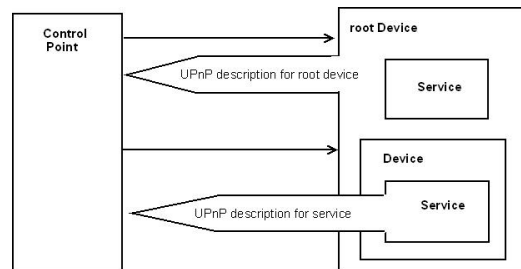 Control
Point
root Device
UPnP description for root device
Service
Device
UPnP description for service
Service